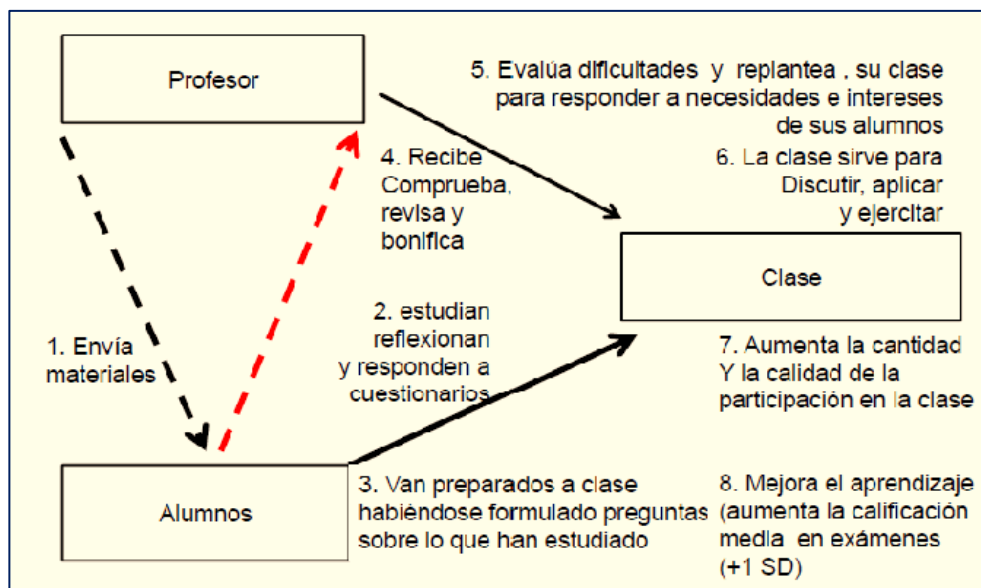 Profesor
5. Evalúa dificultades y replantea , su clase
para responder a necesidades e intereses
de sus alumnos
4. Recibe
Comprueba,
revisa y
bonifica
6. La clase sirve para
Discutir, aplicar
y ejercitar
Clase
1. Envía
materiales
2. estudian
reflexionan
y responden a
cuestionarios
7. Aumenta la cantidad
Y la calidad de la
participación en la clase
Alumnos
3. Van preparados a clase
habiéndose formulado preguntas
sobre lo que han estudiado
8. Mejora el aprendizaje
(aumenta la calificación
media en exámenes
(+1 SD)